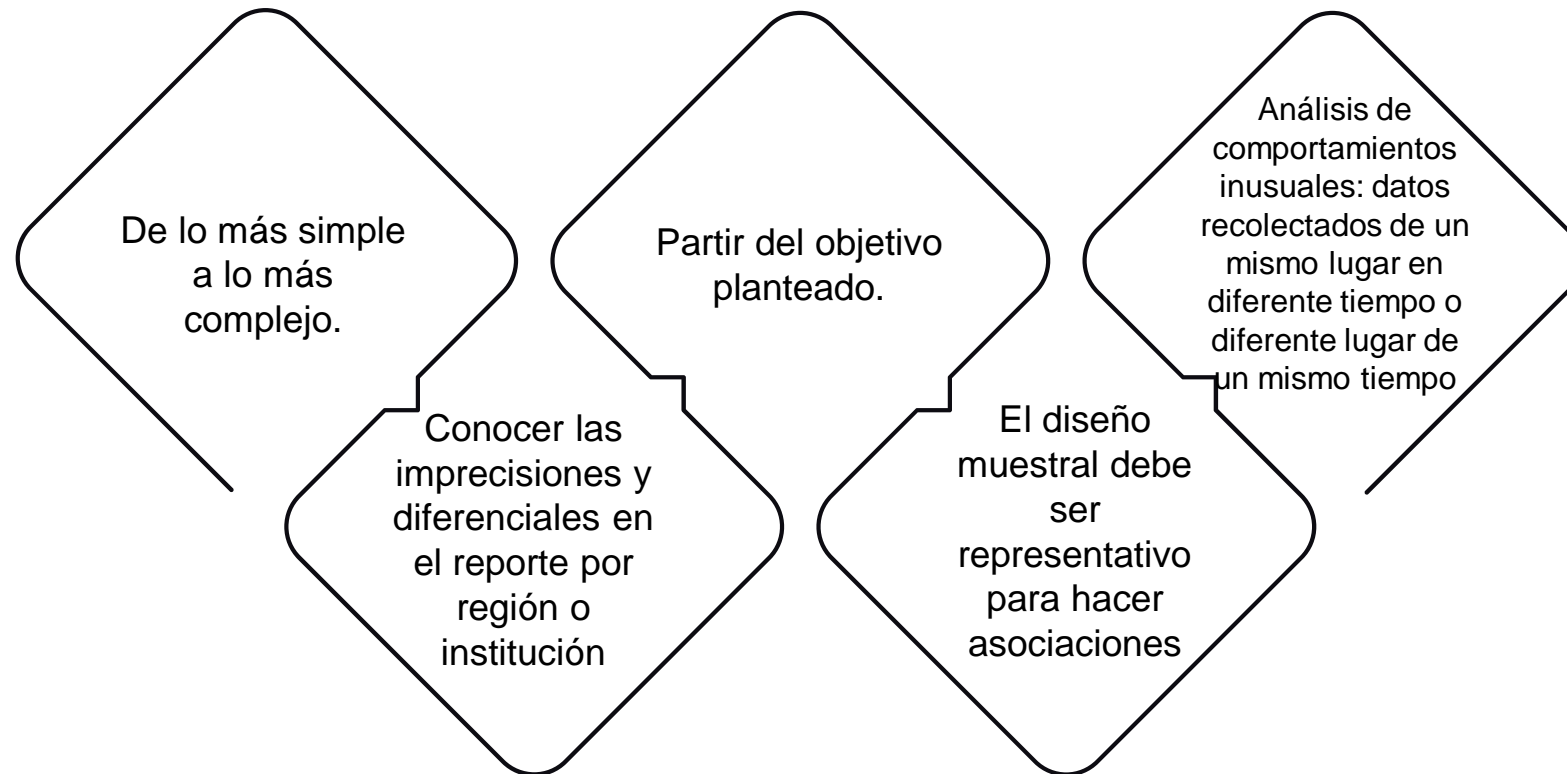 De lo más simple
a lo más
complejo.
Conocer las
imprecisiones y
diferenciales en
el reporte por
región o
institución
Partir del objetivo
planteado.
El diseño
muestral debe
ser
representativo
para hacer
asociaciones
Análisis de
comportamientos
inusuales: datos
recolectados de un
mismo lugar en
diferente tiempo o
diferente lugar de
un mismo tiempo